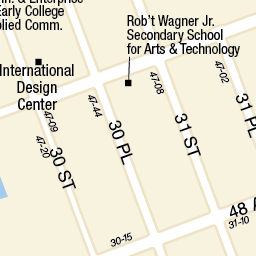 n. & Enterprise
Early College
plied Comm.
Rob't Wagner Jr.
Secondary School
for Arts & Technology
International
Design
Center
47-44
47-09
47-20
47-08
47-02
30 ST
30 PL
31 ST
31 PL
48 A
31-10
30-15